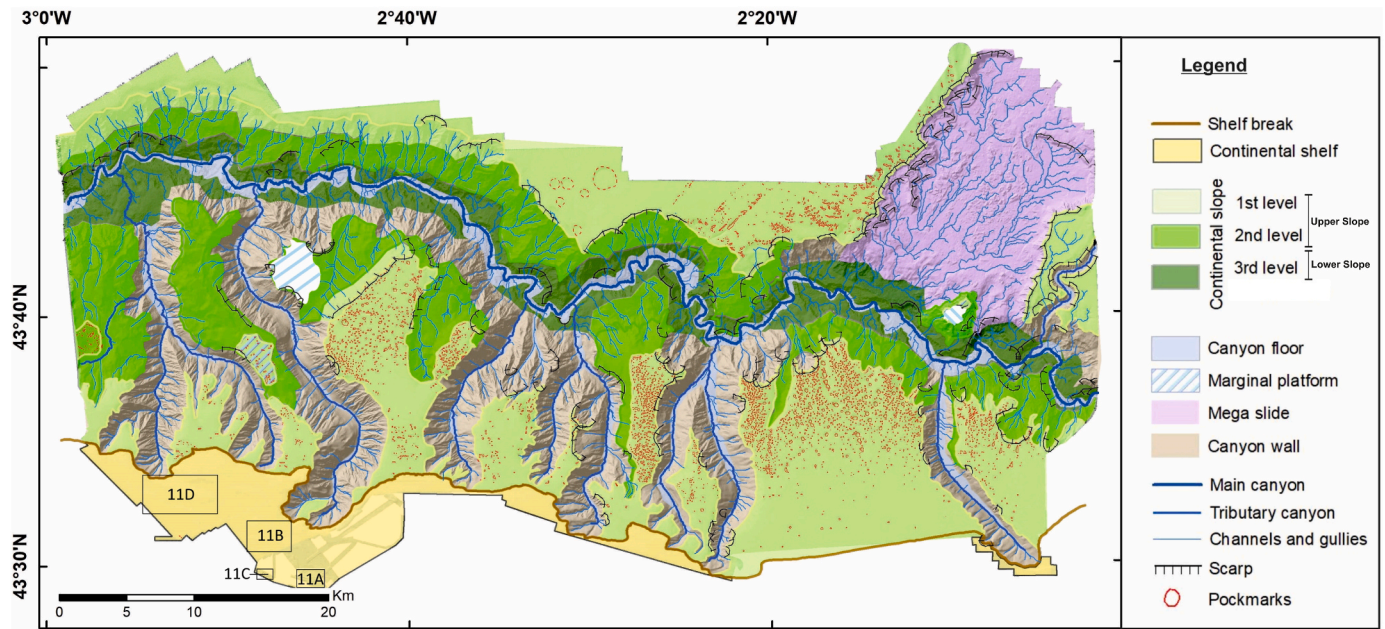 3°0'W
2°40'W
2°20'W
43°40'N
43°30'N
11D
11B
11C
11A
Km
0 5 10 20
Legend
Shelf break
Continental shelf
Continental slope
1st level
2nd level
3rd level
Upper Slope
Lower Slope
Canyon floor
Marginal platform
Mega slide
Canyon wall
Main canyon
Tributary canyon
Channels and gullies
Scarp
Pockmarks